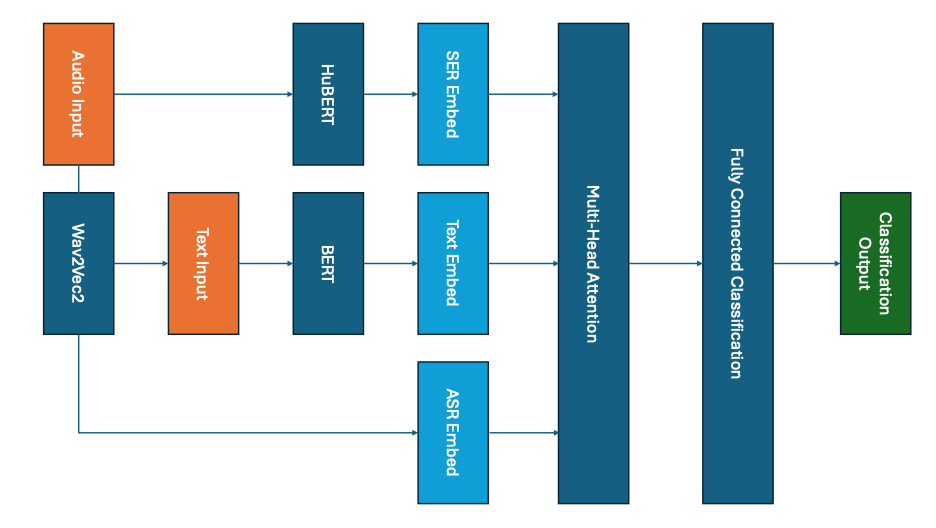 Audio Input
HuBERT
SER Embed
Wav2Vec2
Text Input
BERT
Text Embed
ASR Embed
Multi-Head Attention
Fully Connected Classification
Classification
Output